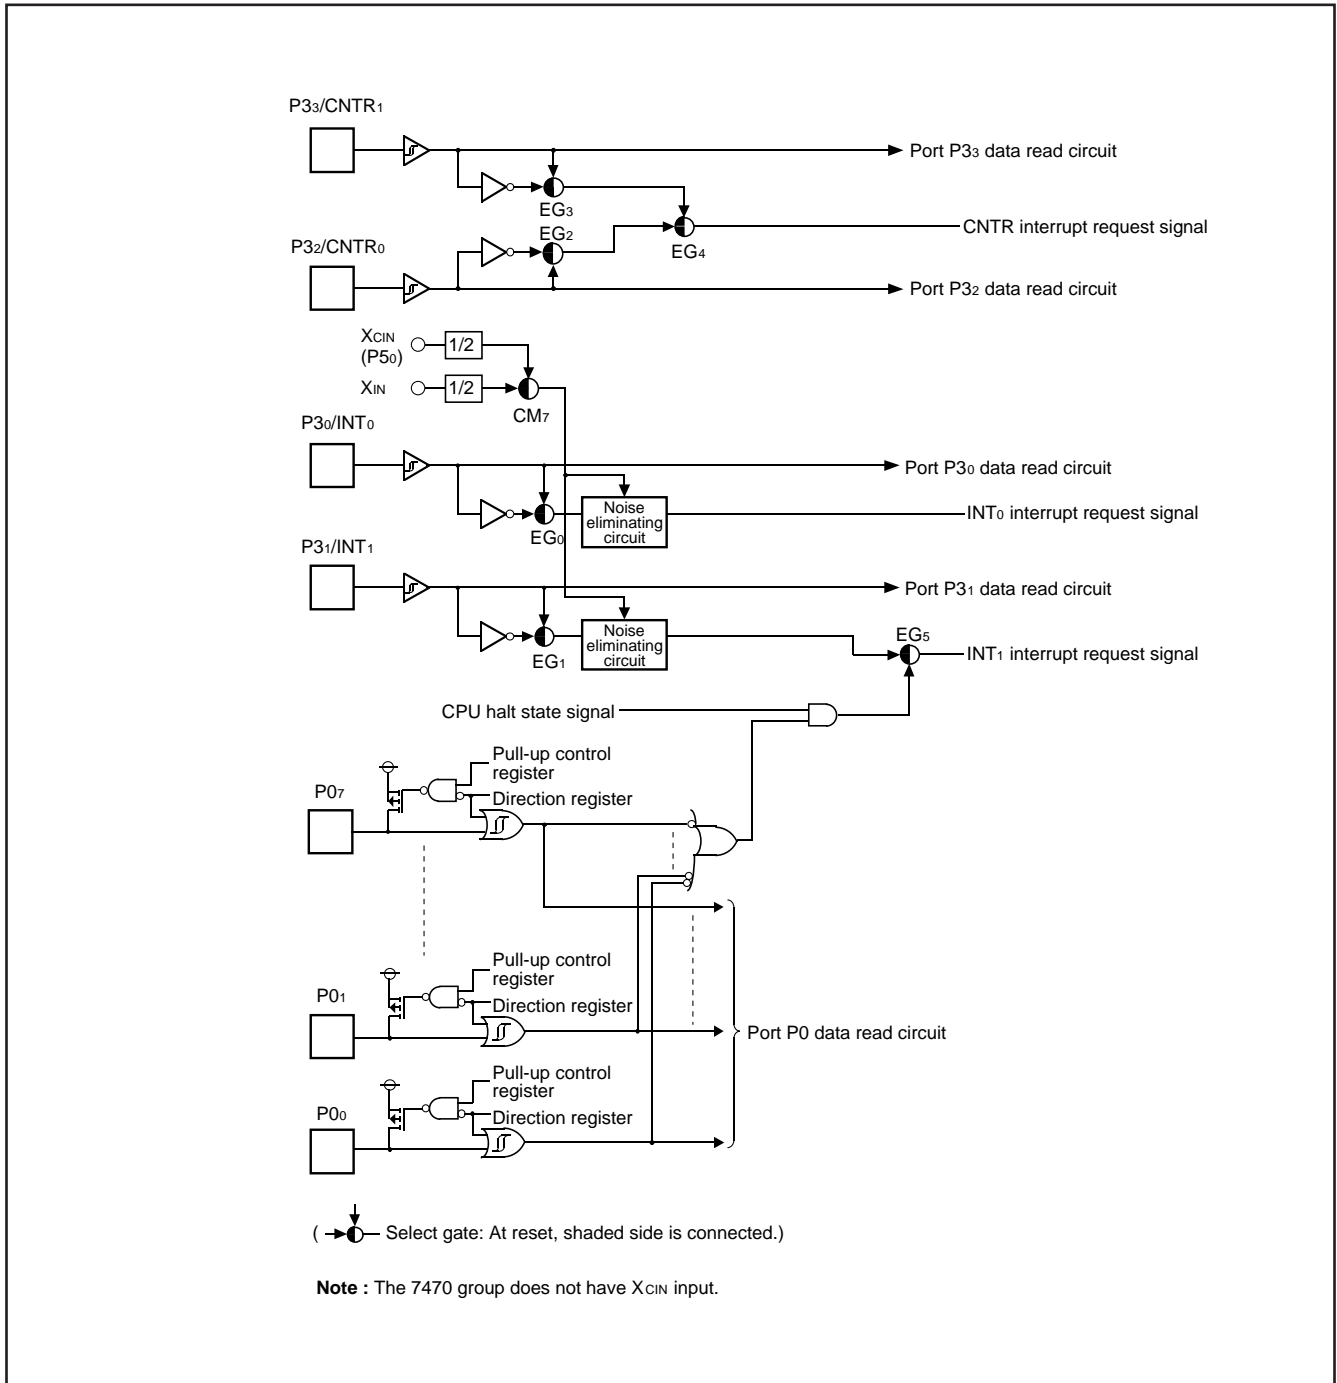 P33/CNTR1
Port P33 data read circuit
EG3
EG2
CNTR interrupt request signal
P32/CNTR0
EG4
Port P32 data read circuit
XCIN
(P50)
1/2
XIN
1/2
CM7
P30/INT0
Port P30 data read circuit
Noise
eliminating
circuit
INT0 interrupt request signal
EG0
P31/INT1
Port P31 data read circuit
Noise
eliminating
circuit
EG5
EG1
INT1 interrupt request signal
CPU halt state signal
Pull-up control
register
P07
Direction register
Pull-up control
register
P01
Direction register
Port P0 data read circuit
Pull-up control
register
P00
Direction register
( Select gate: At reset, shaded side is connected.)
Note : The 7470 group does not have XCIN input.